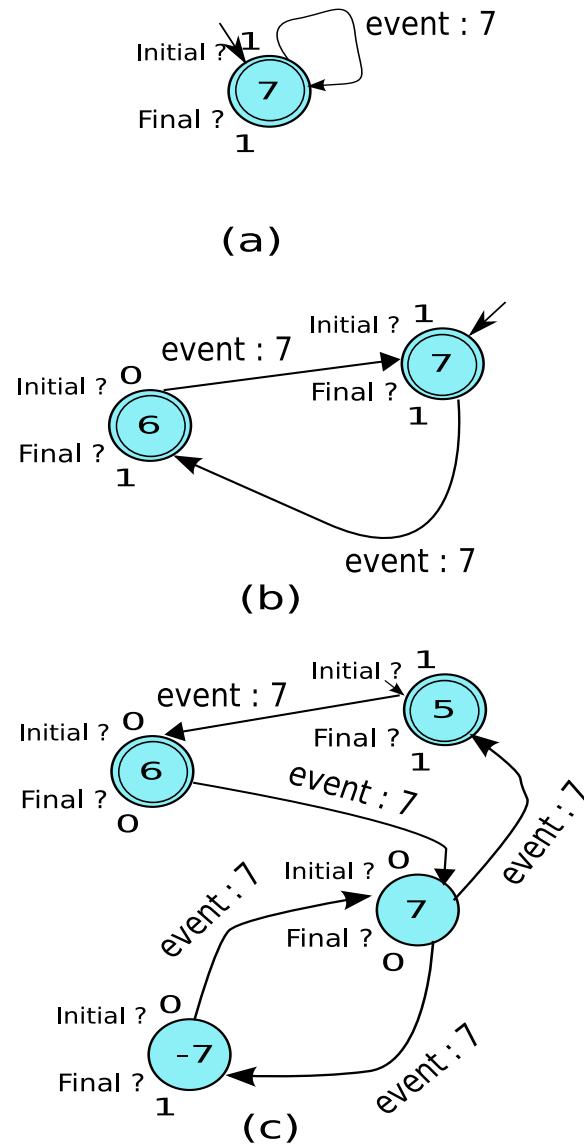 1
event : 7
Initial ?
7
Final ?
1
(a)
1
Initial ?
event : 7
7
0
Initial ?
Final ?
1
6
Final ?
1
event : 7
(b)
1
Initial ?
event : 7
0
5
Initial ?
Final ?
1
6
event : 7
Final ?
0
event : 7
0
Initial ?
event : 7
7
Final ?
0
0
Initial ?
-7
event : 7
Final ?
1
(c)